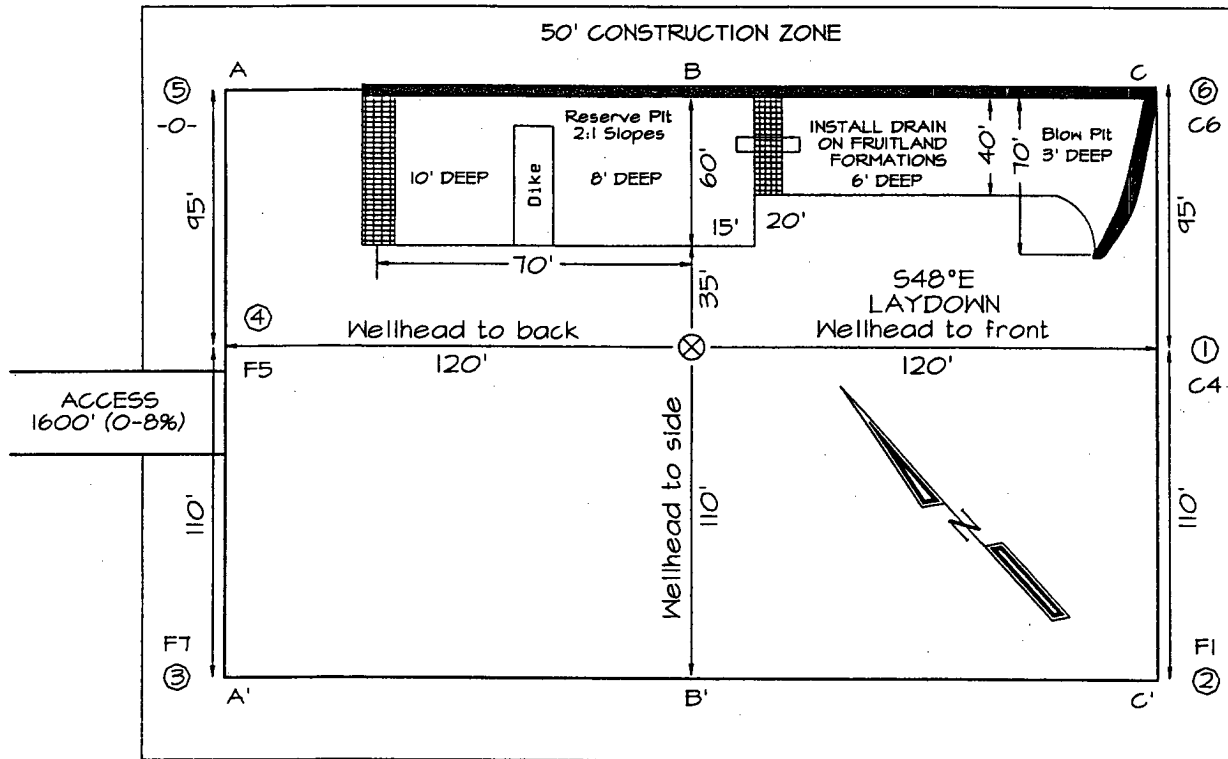 50' CONSTRUCTION ZONE
A
B
C
5
-0-
6
C6
Reserve Pit
2:1 Slopes
10' DEEP
Dike
8' DEEP
60'
15'
INSTALL DRAIN
ON FRUITLAND
FORMATIONS
6' DEEP
20'
40'
70'
Blow Pit
3' DEEP
95'
95'
70'
35'
S48°E
LAYDOWN
4
Wellhead to back
120'
Wellhead to front
120'
1
F5
C4
ACCESS
1600' (0-8%)
Wellhead to side
110'
110'
110'
N
F7
3
F1
2
A'
B'
C'